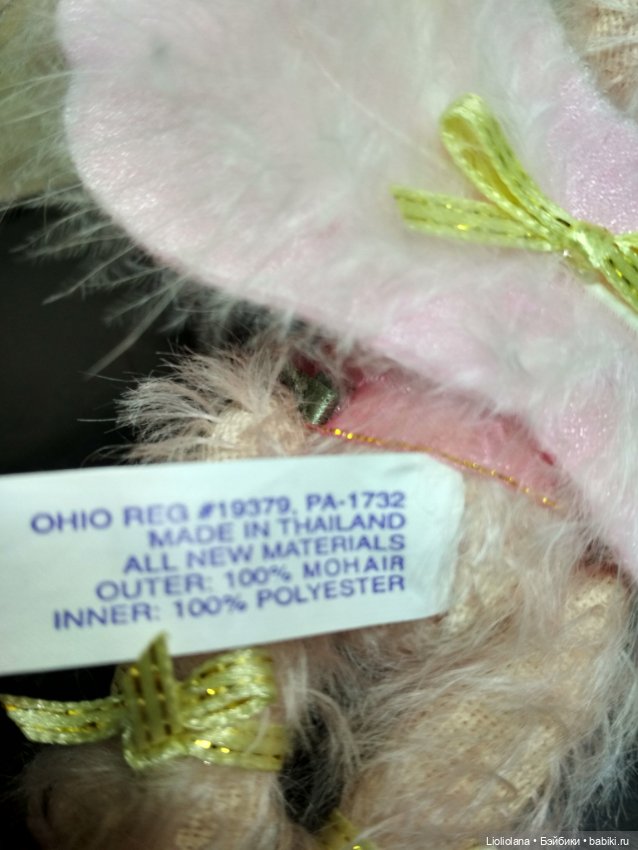 OHIO REG #19379, PA-1732
MADE IN THAILAND
ALL NEW MATERIALS
OUTER: 100% MOHAIR
INNER: 100% POLYESTER
Lioliolana • Бэйбики • babiki.ru